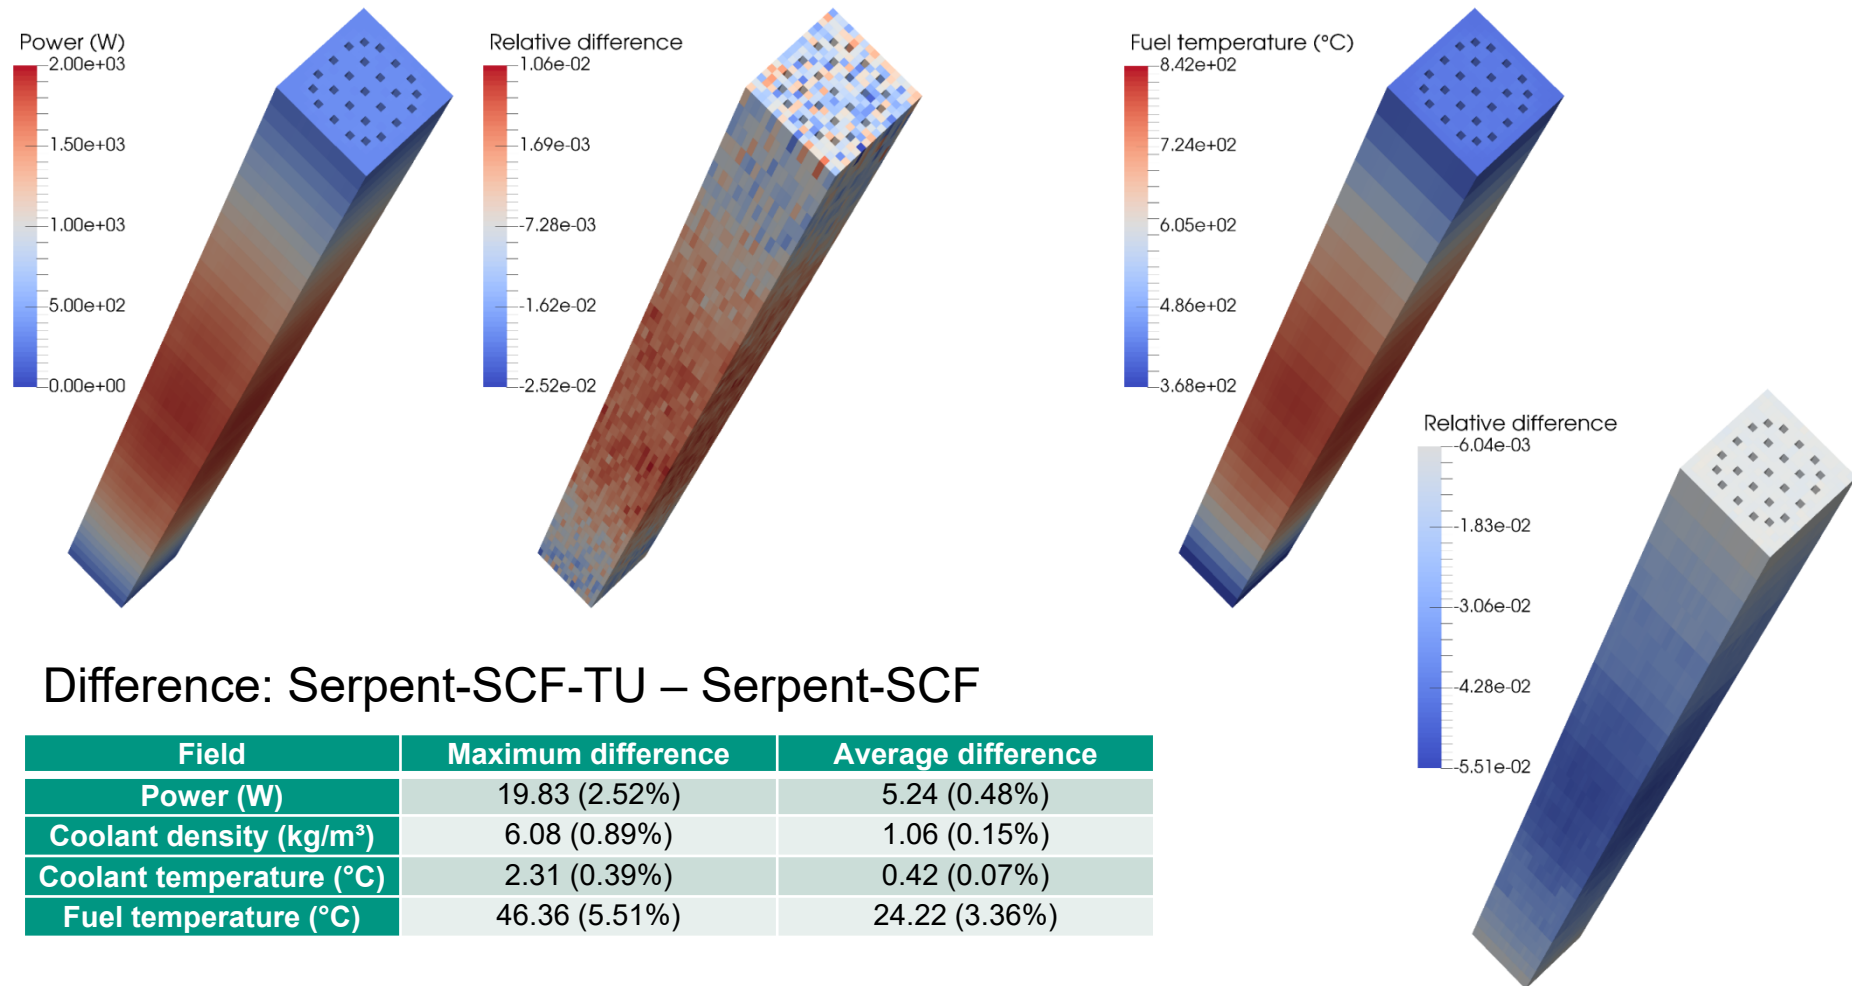 Power (W)
2.00e+03
1.50e+03
1.00e+03
5.00e+02
0.00e+00
Relative difference
1.06e-02
1.69e-03
-7.28e-03
-1.62e-02
-2.52e-02
Fuel temperature (°C)
8.42e+02
7.24e+02
6.05e+02
4.86e+02
3.68e+02
Relative difference
-6.04e-03
-1.83e-02
-3.06e-02
-4.28e-02
-5.51e-02
Difference: Serpent-SCF-TU – Serpent-SCF
Field Maximum difference Average difference
Power (W) 19.83 (2.52%) 5.24 (0.48%)
Coolant density (kg/m³) 6.08 (0.89%) 1.06 (0.15%)
Coolant temperature (°C) 2.31 (0.39%) 0.42 (0.07%)
Fuel temperature (°C) 46.36 (5.51%) 24.22 (3.36%)